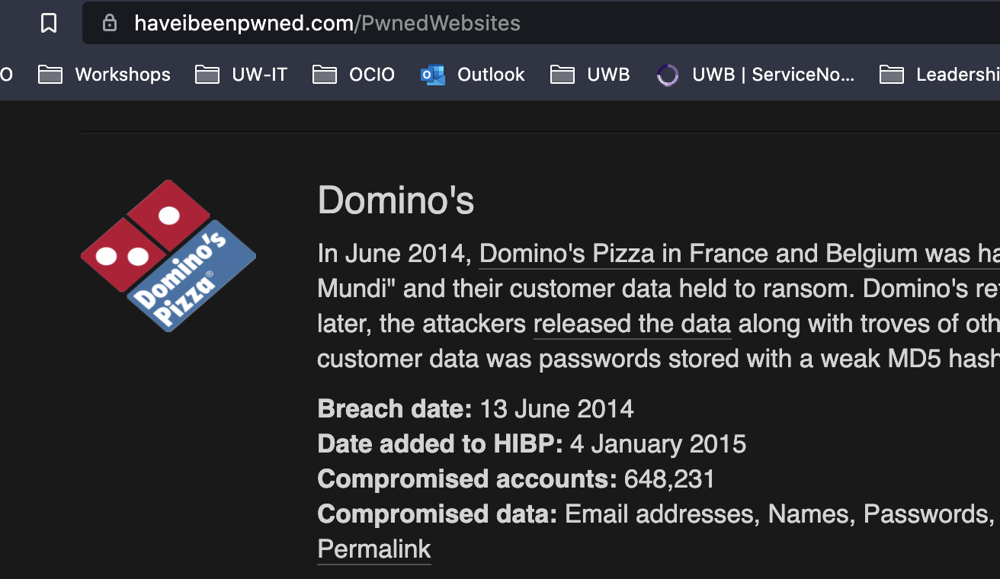 haveibeenpwned.com/PwnedWebsites
O Workshops UW-IT OCIO Outlook UWB UWB | ServiceNo... Leadershi
Domino's
Domino's
Pizza®
In June 2014, Domino's Pizza in France and Belgium was ha
Mundi" and their customer data held to ransom. Domino's ref
later, the attackers released the data along with troves of oth
customer data was passwords stored with a weak MD5 hash
Breach date: 13 June 2014
Date added to HIBP: 4 January 2015
Compromised accounts: 648,231
Compromised data: Email addresses, Names, Passwords,
Permalink